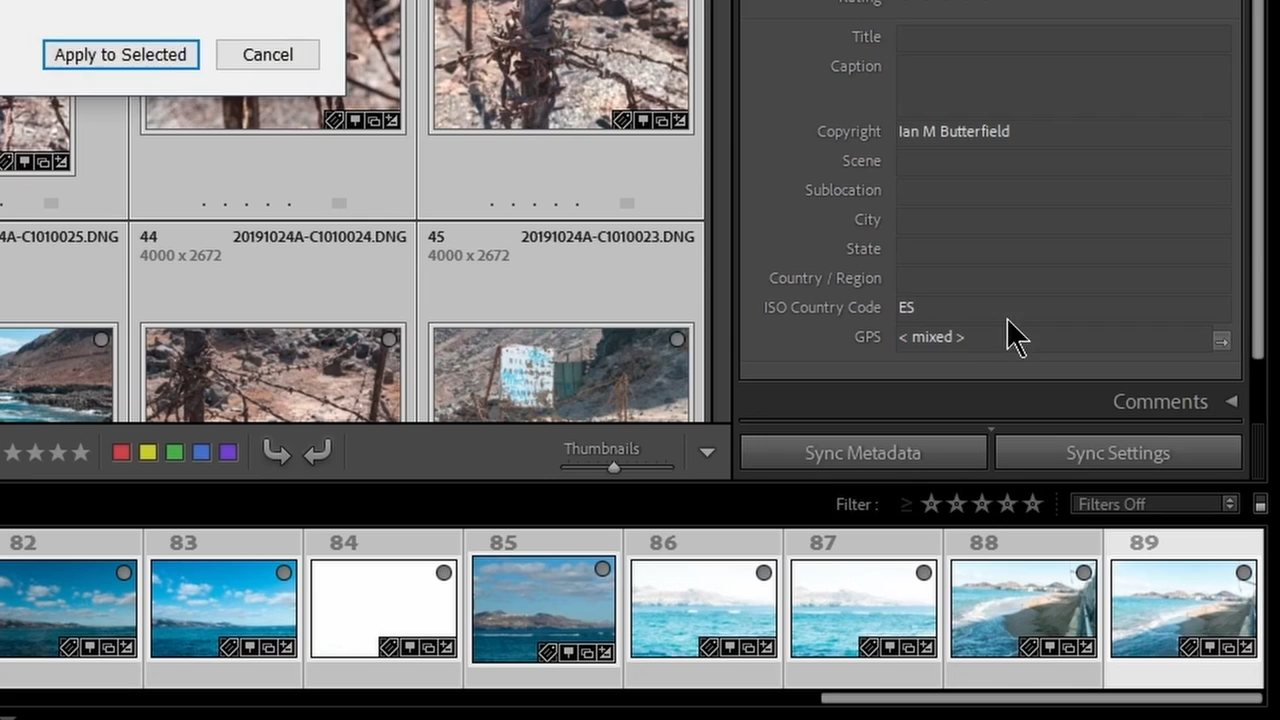 Apply to Selected
Cancel
Rating
Title
Caption
Copyright Ian M Butterfield
Scene
Sublocation
City
State
Country / Region
ISO Country Code ES
GPS < mixed >
4A-C1010025.DNG
44 20191024A-C1010024.DNG
4000 x 2672
45 20191024A-C1010023.DNG
4000 x 2672
Comments
Thumbnails
Sync Metadata
Sync Settings
Filter : ≥
Filters Off
82 83 84 85 86 87 88 89